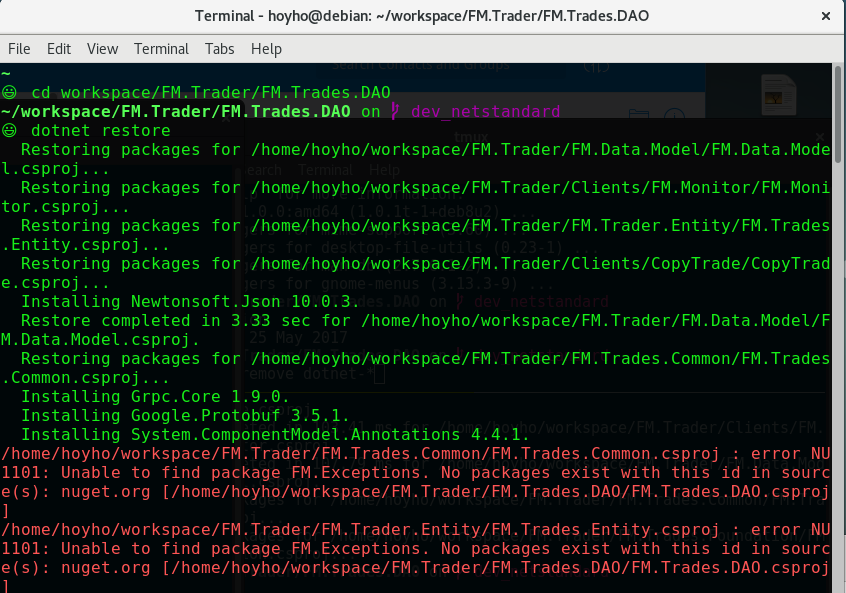 Terminal - hoyho@debian: ~/workspace/FM.Trader/FM.Trades.DAO
File Edit View Terminal Tabs Help
~
😃 cd workspace/FM.Trader/FM.Trades.DAO
~/workspace/FM.Trader/FM.Trades.DAO on dev_netstandard
😃 dotnet restore
Restoring packages for /home/hoyho/workspace/FM.Trader/FM.Data.Model/FM.Data.Mode
l.csproj...
Restoring packages for /home/hoyho/workspace/FM.Trader/Clients/FM.Monitor/FM.Moni
tor.csproj...
Restoring packages for /home/hoyho/workspace/FM.Trader/FM.Trader.Entity/FM.Trades
.Entity.csproj...
Restoring packages for /home/hoyho/workspace/FM.Trader/Clients/CopyTrade/CopyTrad
e.csproj...
Installing Newtonsoft.Json 10.0.3.
Restore completed in 3.33 sec for /home/hoyho/workspace/FM.Trader/FM.Data.Model/F
M.Data.Model.csproj.
Restoring packages for /home/hoyho/workspace/FM.Trader/FM.Trades.Common/FM.Trades
.Common.csproj...
Installing Grpc.Core 1.9.0.
Installing Google.Protobuf 3.5.1.
Installing System.ComponentModel.Annotations 4.4.1.
/home/hoyho/workspace/FM.Trader/FM.Trades.Common/FM.Trades.Common.csproj : error NU
1101: Unable to find package FM.Exceptions. No packages exist with this id in sourc
e(s): nuget.org [/home/hoyho/workspace/FM.Trader/FM.Trades.DAO/FM.Trades.DAO.csproj
]
/home/hoyho/workspace/FM.Trader/FM.Trader.Entity/FM.Trades.Entity.csproj : error NU
1101: Unable to find package FM.Exceptions. No packages exist with this id in sourc
e(s): nuget.org [/home/hoyho/workspace/FM.Trader/FM.Trades.DAO/FM.Trades.DAO.csproj
]